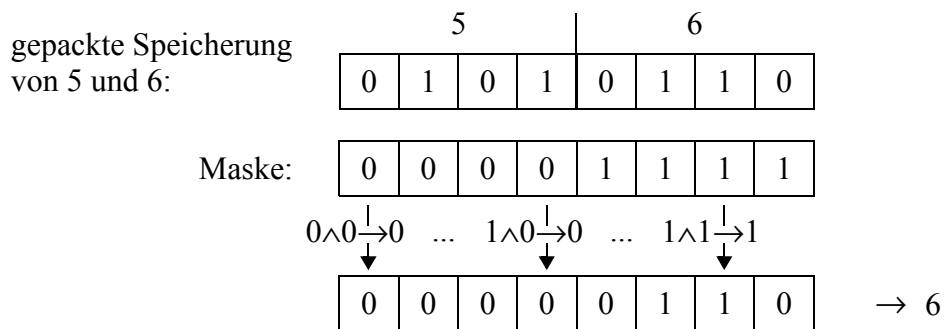 5 6
gepackte Speicherung
von 5 und 6:
0 1 0 1 0 1 1 0
Maske: 0 0 0 0 1 1 1 1
0∧0→0 ... 1∧0→0 ... 1∧1→1
0 0 0 0 0 1 1 0 → 6